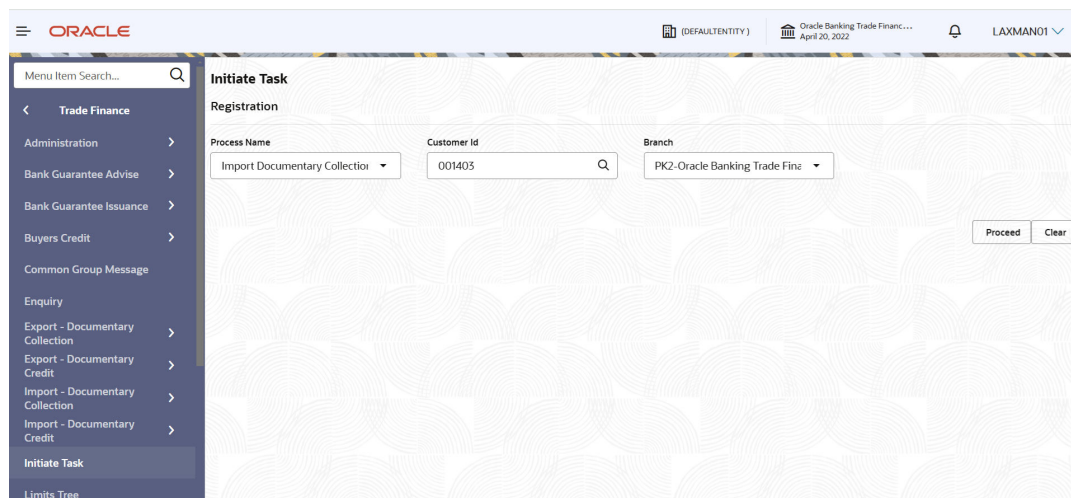 ORACLE
(DEFAULTENTITY)
Oracle Banking Trade Financ...
April 20, 2022
LAXMAN01
Menu Item Search...
Trade Finance
Administration
Bank Guarantee Advise
Bank Guarantee Issuance
Buyers Credit
Common Group Message
Enquiry
Export - Documentary
Collection
Export - Documentary
Credit
Import - Documentary
Collection
Import - Documentary
Credit
Initiate Task
Limits Tree
Initiate Task
Registration
Process Name
Import Documentary Collectio
Customer Id
001403
Branch
PK2-Oracle Banking Trade Fina
Proceed
Clear